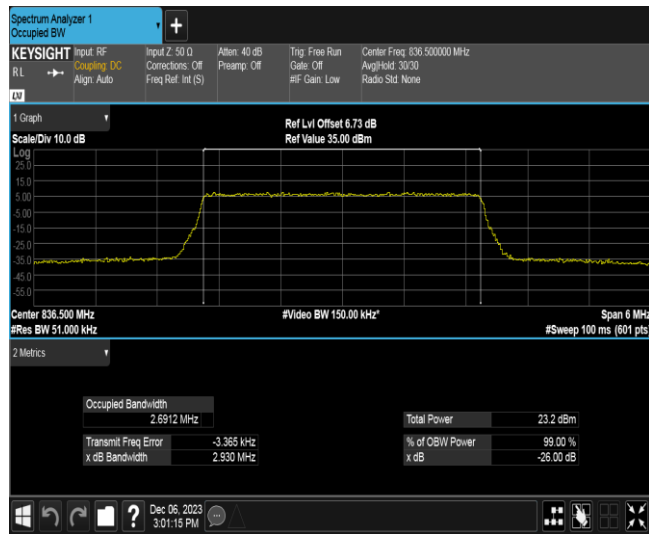 Spectrum Analyzer 1
Occupied BW
+
KEYSIGHT
RL
LXI
Input: RF
Coupling: DC
Align: Auto
Input Z: 50 Ω
Corrections: Off
Freq Ref: Int (S)
Atten: 40 dB
Preamp: Off
Trig: Free Run
Gate: Off
#IF Gain: Low
Center Freq: 836.500000 MHz
Avg|Hold: 30/30
Radio Std: None
1 Graph
Scale/Div 10.0 dB
Ref Lvl Offset 6.73 dB
Ref Value 35.00 dBm
Log
25.0
15.0
5.00
-5.00
-15.0
-25.0
-35.0
-45.0
-55.0
Center 836.500 MHz
#Res BW 51.000 kHz
#Video BW 150.00 kHz*
Span 6 MHz
#Sweep 100 ms (601 pts)
2 Metrics
Occupied Bandwidth
2.6912 MHz
Transmit Freq Error -3.365 kHz
x dB Bandwidth 2.930 MHz
Total Power 23.2 dBm
% of OBW Power 99.00 %
x dB -26.00 dB
?
Dec 06, 2023
3:01:15 PM